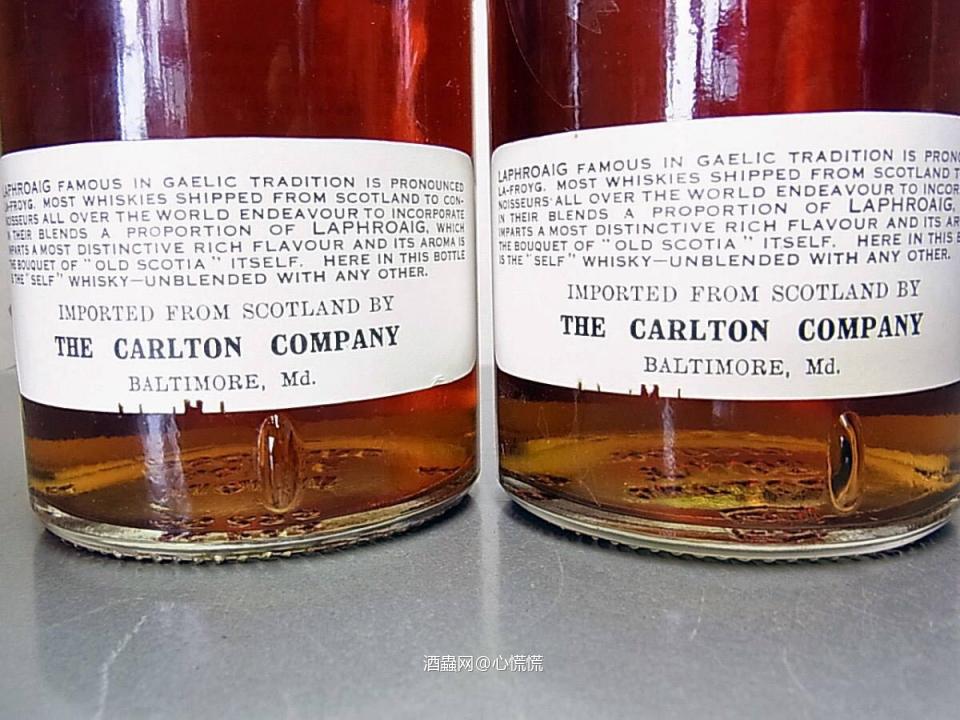 LAPHROAIG FAMOUS IN GAELIC TRADITION IS PRONOUNCED
LA-FROYG. MOST WHISKIES SHIPPED FROM SCOTLAND TO CON-
NOISSEURS ALL OVER THE WORLD ENDEAVOUR TO INCORPORATE
IN THEIR BLENDS A PROPORTION OF LAPHROAIG, WHICH
IMPARTS A MOST DISTINCTIVE RICH FLAVOUR AND ITS AROMA IS
THE BOUQUET OF "OLD SCOTIA" ITSELF. HERE IN THIS BOTTLE
IS THE "SELF" WHISKY—UNBLENDED WITH ANY OTHER.
IMPORTED FROM SCOTLAND BY
THE CARLTON COMPANY
BALTIMORE, Md.
LAPHROAIG FAMOUS IN GAELIC TRADITION IS
LA-FROYG. MOST WHISKIES SHIPPED FROM SCOTLAND
NOISSEURS ALL OVER THE WORLD ENDEAVOUR TO
IN THEIR BLENDS A PROPORTION OF LAPHROAIG,
IMPARTS A MOST DISTINCTIVE RICH FLAVOUR AND ITS
THE BOUQUET OF "OLD SCOTIA" ITSELF. HERE IN THIS
IS THE "SELF" WHISKY—UNBLENDED WITH ANY OTHER.
IMPORTED FROM SCOTLAND BY
THE CARLTON COMPANY
BALTIMORE, Md.
酒蟲网@心慌慌